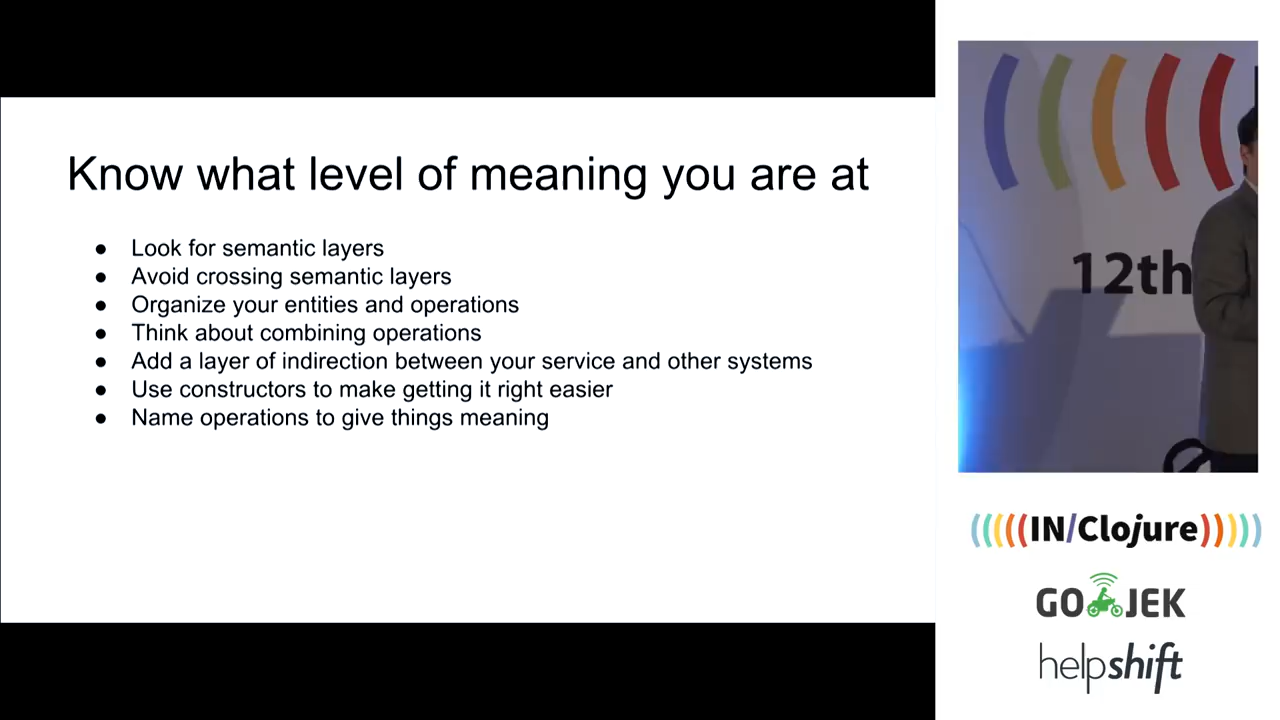 Know what level of meaning you are at
● Look for semantic layers
● Avoid crossing semantic layers
● Organize your entities and operations
● Think about combining operations
● Add a layer of indirection between your service and other systems
● Use constructors to make getting it right easier
● Name operations to give things meaning
12th
(((((IN/Clojure)))))
GO JEK
helpshift